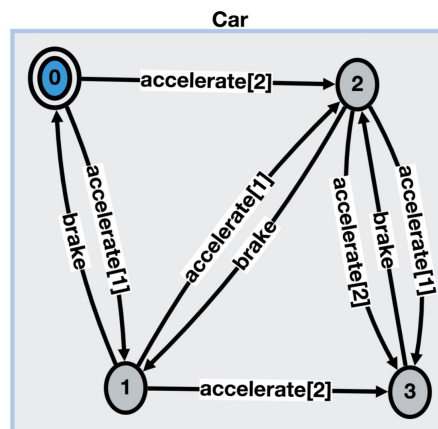 Car
0
accelerate[2]
2
accelerate[1]
brake
accelerate[1]
brake
accelerate[2]
brake
accelerate[1]
1
accelerate[2]
3